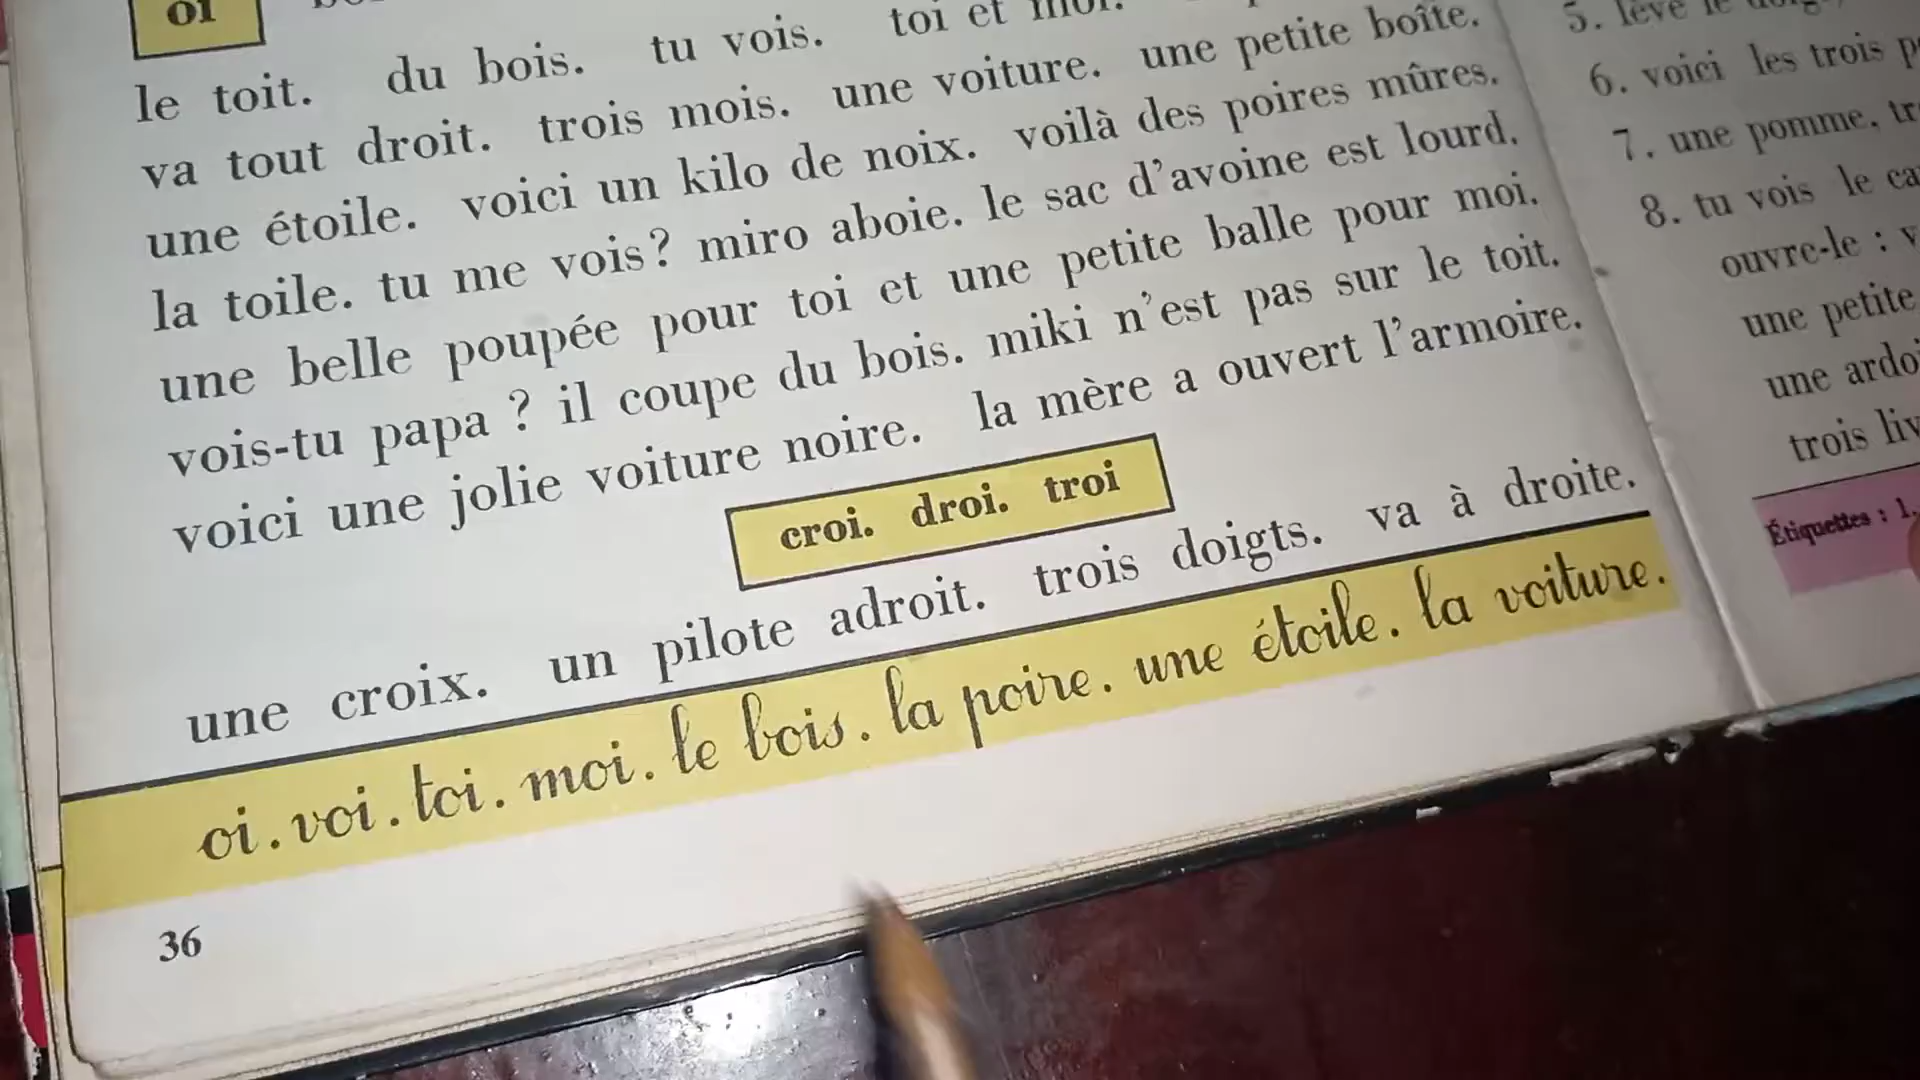 oi
le toit. du bois. tu vois. toi et moi.
va tout droit. trois mois. une voiture. une petite boîte.
une étoile. voici un kilo de noix. voilà des poires mûres.
la toile. tu me vois? miro aboie. le sac d'avoine est lourd.
une belle poupée pour toi et une petite balle pour moi.
vois-tu papa ? il coupe du bois. miki n'est pas sur le toit.
voici une jolie voiture noire. la mère a ouvert l'armoire.
croi. droi. troi
une croix. un pilote adroit. trois doigts. va à droite.
oi. voi. toi. moi. le bois. la poire. une étoile. la voiture.
36
5. lève le
6. voici les trois
7. une pomme, tr
8. tu vois le ca
ouvre-le : v
une petite
une ardoi
trois liv
Étiquettes : 1.